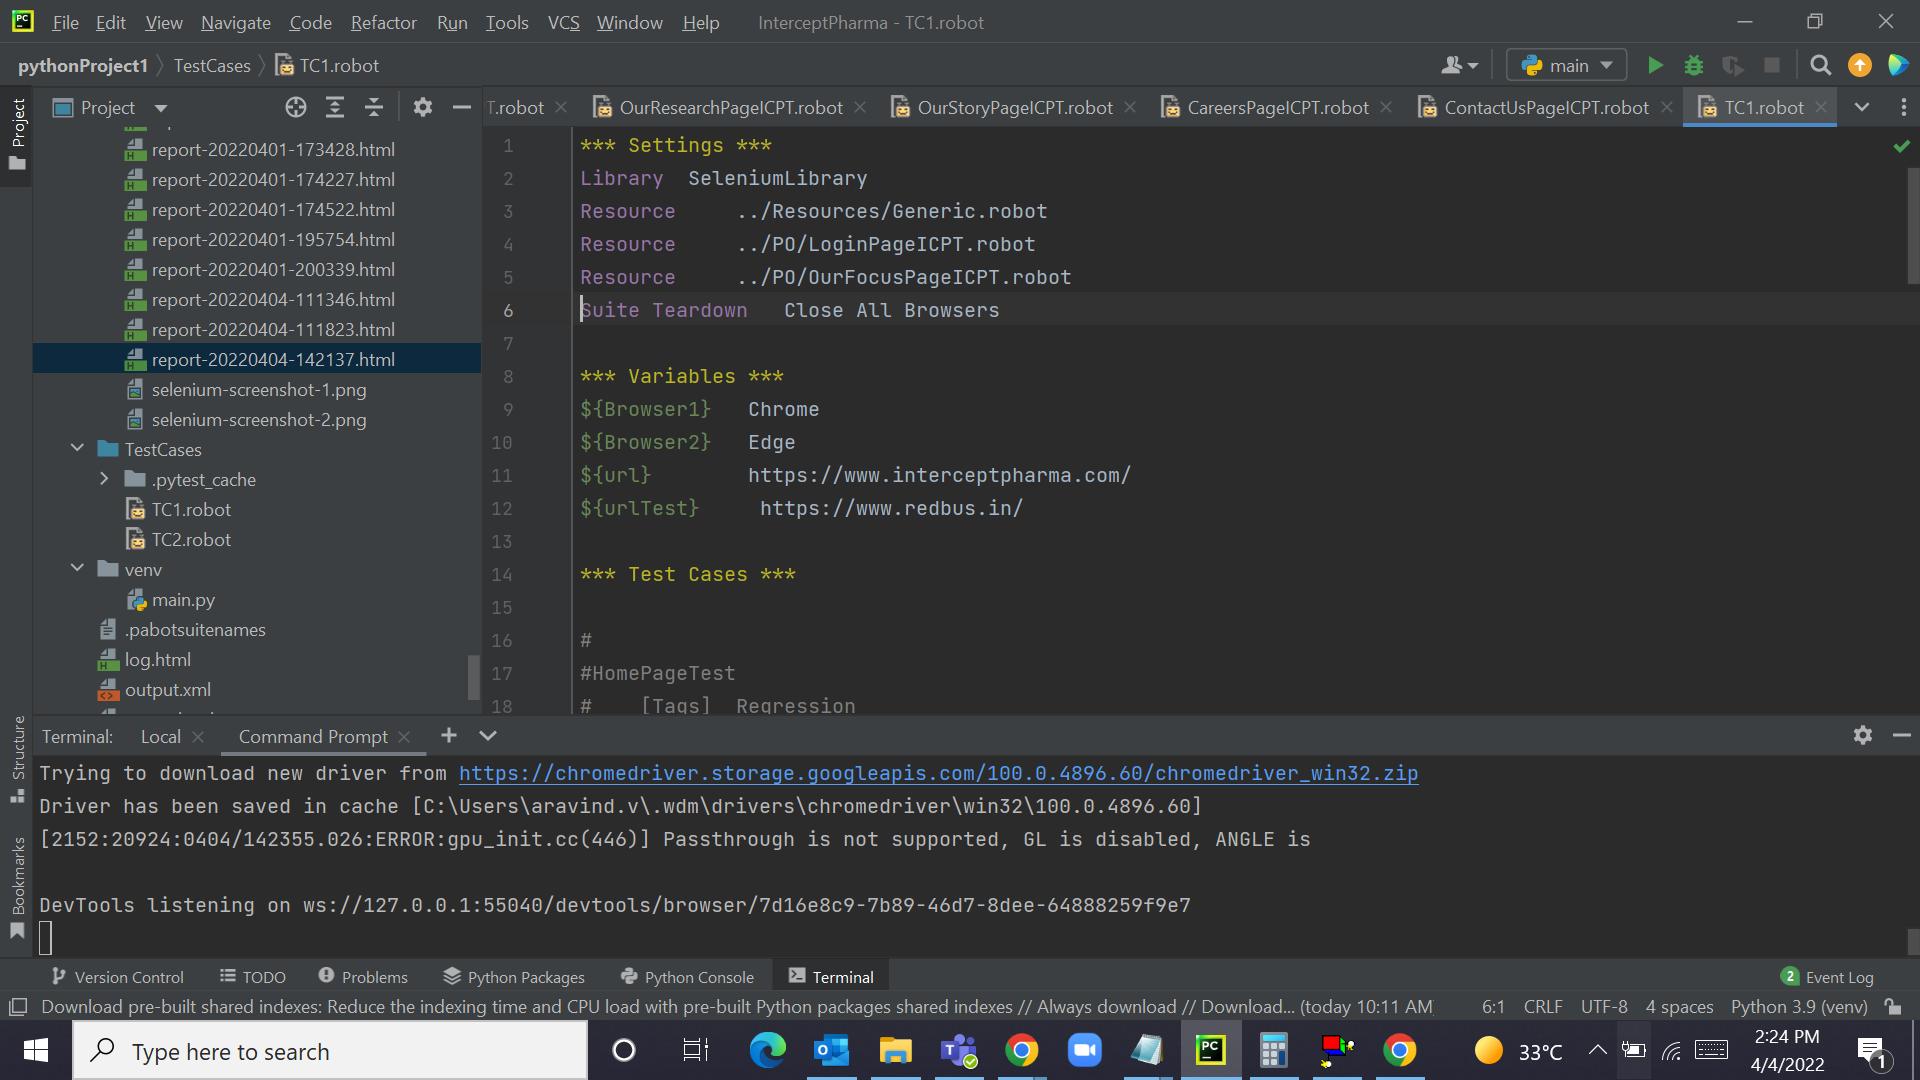 File Edit View Navigate Code Refactor Run Tools VCS Window Help InterceptPharma - TC1.robot
pythonProject1 TestCases TC1.robot main
Project
Project
T.robot OurResearchPageICPT.robot OurStoryPageICPT.robot CareersPageICPT.robot ContactUsPageICPT.robot TC1.robot
report-20220401-173428.html
report-20220401-174227.html
report-20220401-174522.html
report-20220401-195754.html
report-20220401-200339.html
report-20220404-111346.html
report-20220404-111823.html
report-20220404-142137.html
selenium-screenshot-1.png
selenium-screenshot-2.png
TestCases
.pytest_cache
TC1.robot
TC2.robot
venv
main.py
.pabotsuitenames
log.html
output.xml
1 *** Settings ***
2 Library SeleniumLibrary
3 Resource ../Resources/Generic.robot
4 Resource ../PO/LoginPageICPT.robot
5 Resource ../PO/OurFocusPageICPT.robot
6 Suite Teardown Close All Browsers
7
8 *** Variables ***
9 ${Browser1} Chrome
10 ${Browser2} Edge
11 ${url} https://www.interceptpharma.com/
12 ${urlTest} https://www.redbus.in/
13
14 *** Test Cases ***
15
16 #
17 #HomePageTest
18 # [Tags] Regression
Structure
Bookmarks
Terminal: Local Command Prompt
Trying to download new driver from https://chromedriver.storage.googleapis.com/100.0.4896.60/chromedriver_win32.zip
Driver has been saved in cache [C:\Users\aravind.v\.wdm\drivers\chromedriver\win32\100.0.4896.60]
[2152:20924:0404/142355.026:ERROR:gpu_init.cc(446)] Passthrough is not supported, GL is disabled, ANGLE is
DevTools listening on ws://127.0.0.1:55040/devtools/browser/7d16e8c9-7b89-46d7-8dee-64888259f9e7
Version Control TODO Problems Python Packages Python Console Terminal 2 Event Log
Download pre-built shared indexes: Reduce the indexing time and CPU load with pre-built Python packages shared indexes // Always download // Download... (today 10:11 AM) 6:1 CRLF UTF-8 4 spaces Python 3.9 (venv)
Type here to search 33°C 2:24 PM
4/4/2022 1